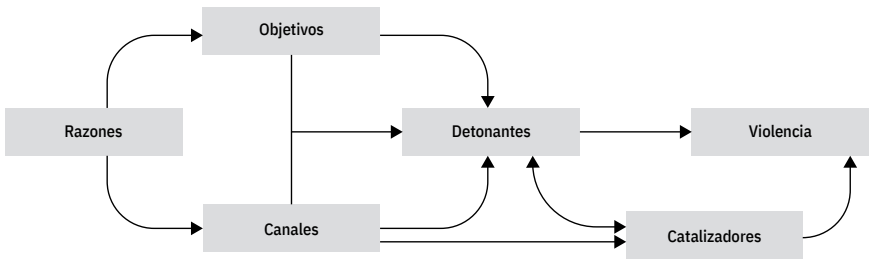 Objetivos
Razones
Detonantes
Violencia
Canales
Catalizadores